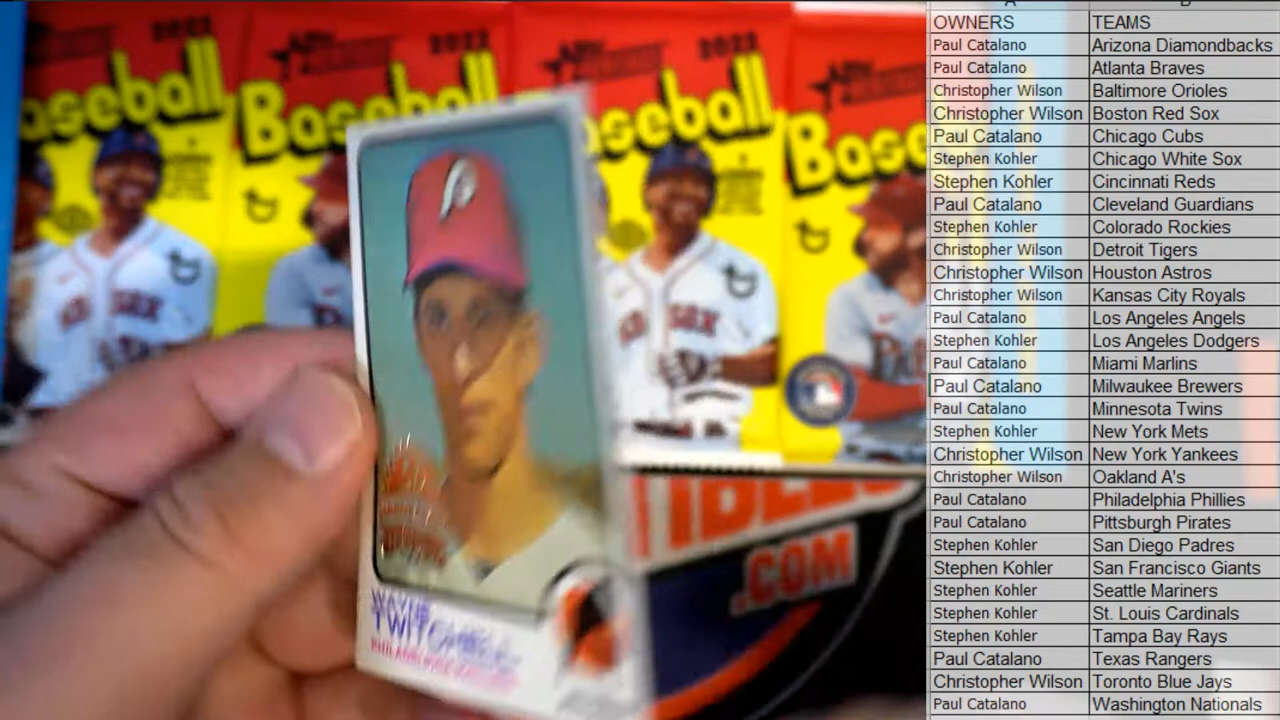 2022
2022
Baseball
Baseball
Baseball
Base
RED SOX
WAYNE
TWITCHELL
PHILADELPHIA
TIBLES
.COM
OWNERS TEAMS
Paul Catalano Arizona Diamondbacks
Paul Catalano Atlanta Braves
Christopher Wilson Baltimore Orioles
Christopher Wilson Boston Red Sox
Paul Catalano Chicago Cubs
Stephen Kohler Chicago White Sox
Stephen Kohler Cincinnati Reds
Paul Catalano Cleveland Guardians
Stephen Kohler Colorado Rockies
Christopher Wilson Detroit Tigers
Christopher Wilson Houston Astros
Christopher Wilson Kansas City Royals
Paul Catalano Los Angeles Angels
Stephen Kohler Los Angeles Dodgers
Paul Catalano Miami Marlins
Paul Catalano Milwaukee Brewers
Paul Catalano Minnesota Twins
Stephen Kohler New York Mets
Christopher Wilson New York Yankees
Christopher Wilson Oakland A's
Paul Catalano Philadelphia Phillies
Paul Catalano Pittsburgh Pirates
Stephen Kohler San Diego Padres
Stephen Kohler San Francisco Giants
Stephen Kohler Seattle Mariners
Stephen Kohler St. Louis Cardinals
Stephen Kohler Tampa Bay Rays
Paul Catalano Texas Rangers
Christopher Wilson Toronto Blue Jays
Paul Catalano Washington Nationals